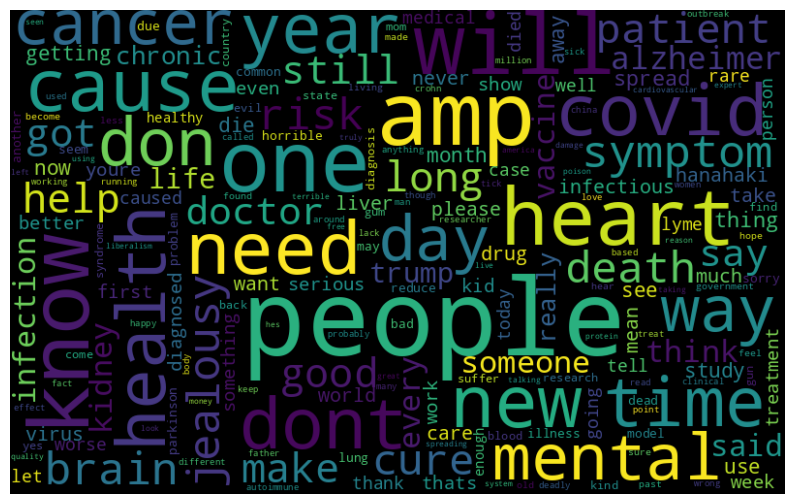 cancer
year
will
patient
outbreak
seen
country
due
mom
made
million
sick
medical
died
away
getting
chronic
still
crohn
alzheimer
used
common
living
never
show
cardiovascular
expert
cause
even
evil
state
risk
amp
well
spread
rare
covid
person
become
less
healthy
die
called
truly
china
damage
another
got
don
seem
horrible
diagnosis
anything
america
vaccine
symptom
left
using
now
youre
one
long
month
case
poison
hanahaki
working
running
life
found
terrible
tick
women
infectious
take
help
caused
doctor
liver
gum
man
though
please
researcher
heart
love
lyme
thing
find
better
around
free
lack
hope
syndrome
liberalism
problem
need
may
day
drug
based
reason
say
know
health
want
serious
reduce
live
trump
kid
today
really
hear
death
much
sorry
government
infection
first
diagnosed
back
people
see
taking
way
come
happy
jealousy
something
hes
bad
protein
mean
treat
kidney
body
probably
someone
think
feel
fact
parkinson
money
keep
good
great
many
suffer
talking
tell
study
gun
treatment
effect
look
world
every
work
research
new
time
read
clinical
virus
dont
care
dead
point
yes
worse
father
blood
illness
going
model
said
quality
different
lung
spreading
enough
mental
sure
let
brain
make
cure
use
autoimmune
thank
thats
system
old
deadly
kind
past
wrong
week